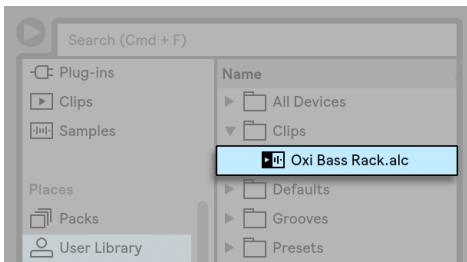 Search (Cmd + F)
Plug-ins
Clips
Samples
Places
Packs
User Library
Name
All Devices
Clips
Oxi Bass Rack.alc
Defaults
Grooves
Presets